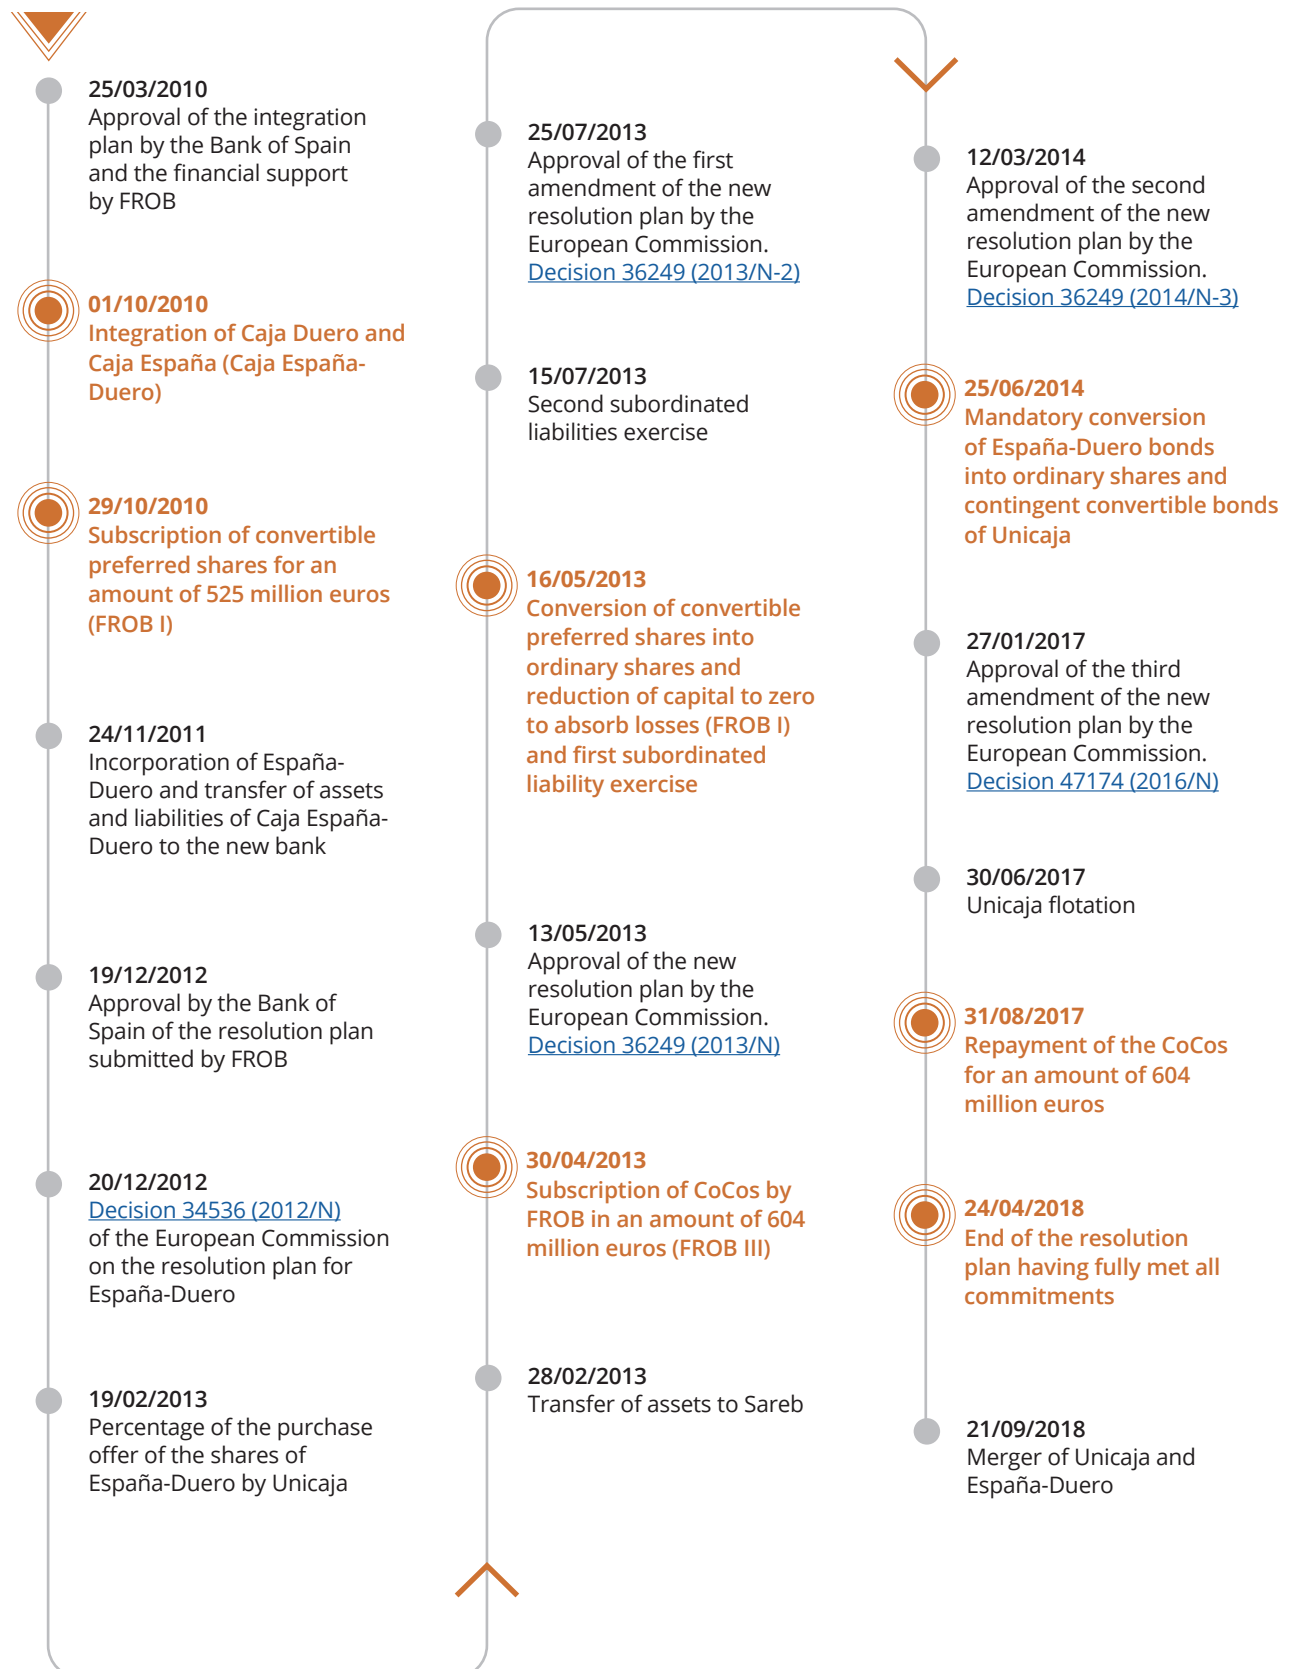 25/03/2010
Approval of the integration
plan by the Bank of Spain
and the financial support
by FROB
01/10/2010
Integration of Caja Duero and
Caja España (Caja España-
Duero)
29/10/2010
Subscription of convertible
preferred shares for an
amount of 525 million euros
(FROB I)
24/11/2011
Incorporation of España-
Duero and transfer of assets
and liabilities of Caja España-
Duero to the new bank
19/12/2012
Approval by the Bank of
Spain of the resolution plan
submitted by FROB
20/12/2012
Decision 34536 (2012/N)
of the European Commission
on the resolution plan for
España-Duero
19/02/2013
Percentage of the purchase
offer of the shares of
España-Duero by Unicaja
28/02/2013
Transfer of assets to Sareb
30/04/2013
Subscription of CoCos by
FROB in an amount of 604
million euros (FROB III)
13/05/2013
Approval of the new
resolution plan by the
European Commission.
Decision 36249 (2013/N)
16/05/2013
Conversion of convertible
preferred shares into
ordinary shares and
reduction of capital to zero
to absorb losses (FROB I)
and first subordinated
liability exercise
15/07/2013
Second subordinated
liabilities exercise
25/07/2013
Approval of the first
amendment of the new
resolution plan by the
European Commission.
Decision 36249 (2013/N-2)
12/03/2014
Approval of the second
amendment of the new
resolution plan by the
European Commission.
Decision 36249 (2014/N-3)
25/06/2014
Mandatory conversion
of España-Duero bonds
into ordinary shares and
contingent convertible bonds
of Unicaja
27/01/2017
Approval of the third
amendment of the new
resolution plan by the
European Commission.
Decision 47174 (2016/N)
30/06/2017
Unicaja flotation
31/08/2017
Repayment of the CoCos
for an amount of 604
million euros
24/04/2018
End of the resolution
plan having fully met all
commitments
21/09/2018
Merger of Unicaja and
España-Duero